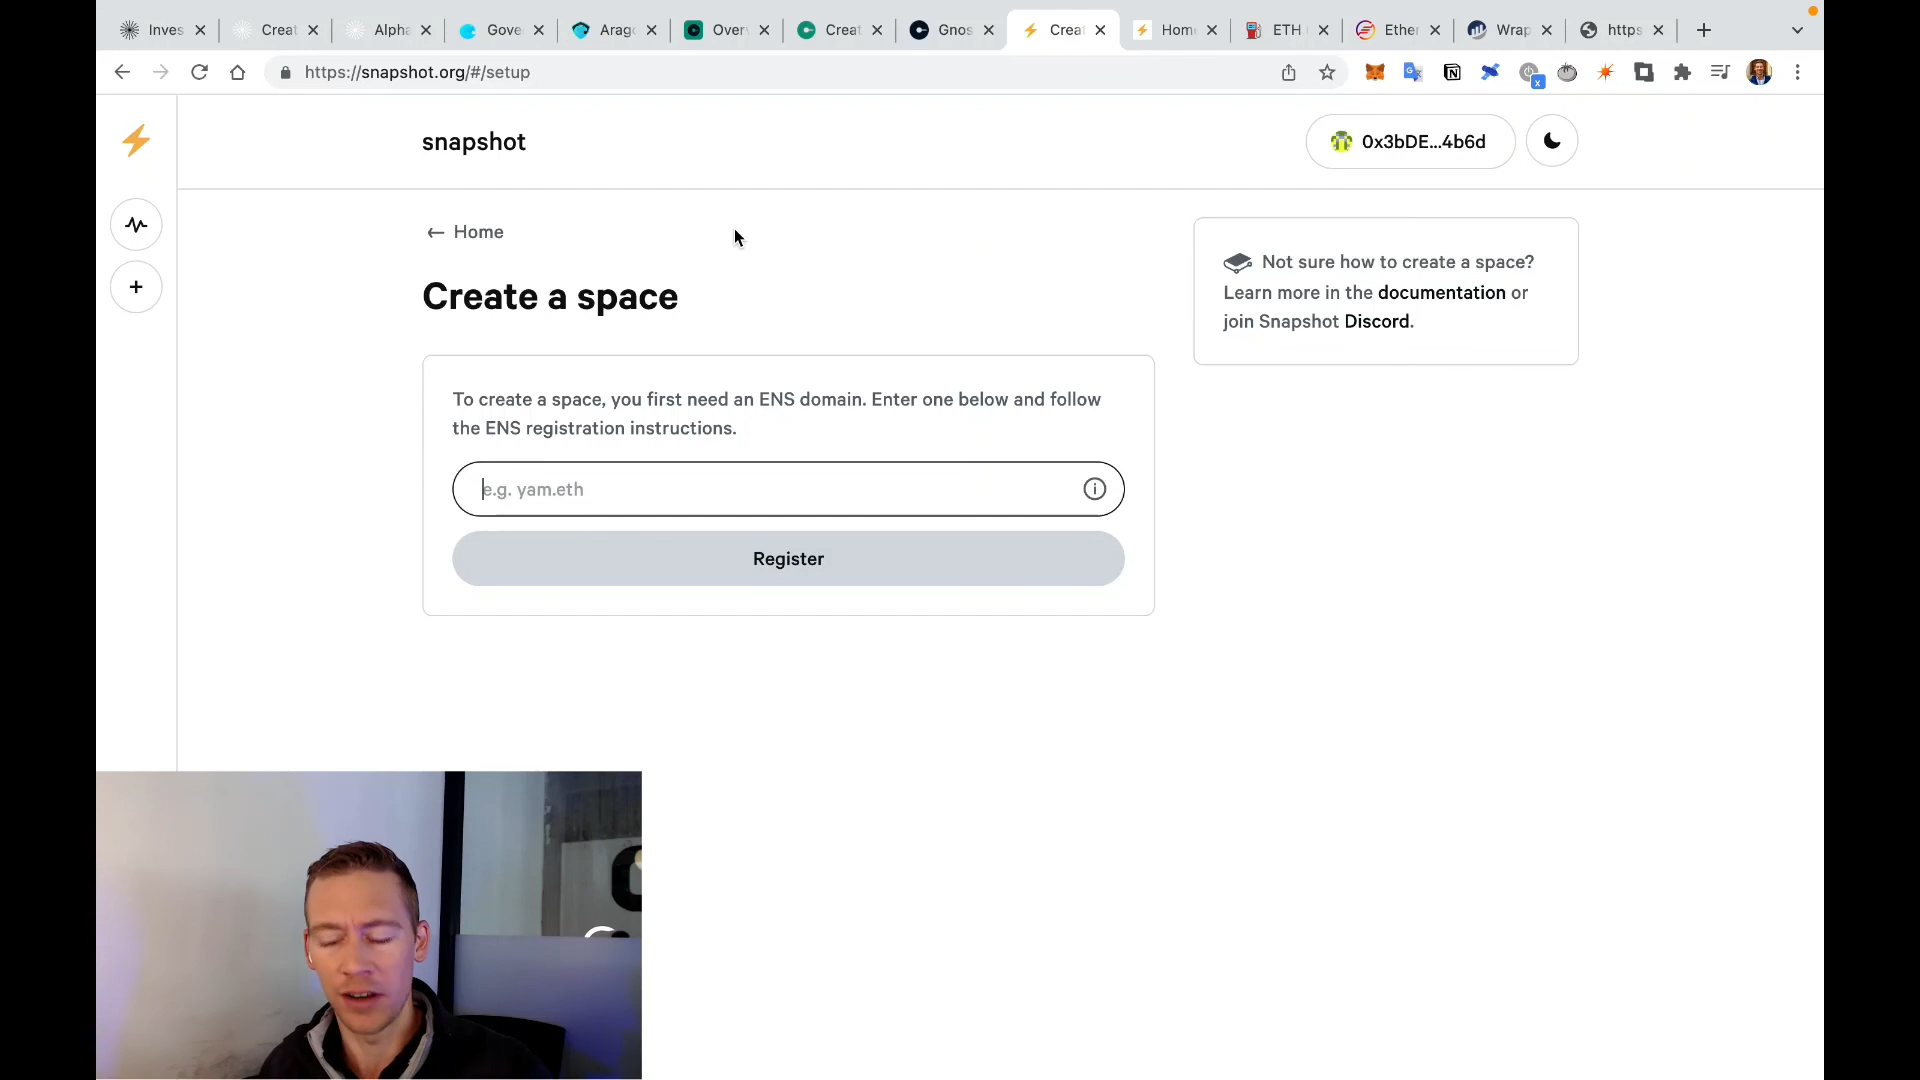 Inves
Creat
Alpha
Gove
Arago
Overv
Creat
Gnos
Creat
Home
ETH
Ether
Wrap
https
https://snapshot.org/#/setup
snapshot
0x3bDE...4b6d
← Home
Create a space
To create a space, you first need an ENS domain. Enter one below and follow
the ENS registration instructions.
e.g. yam.eth
Register
Not sure how to create a space?
Learn more in the documentation or
join Snapshot Discord.